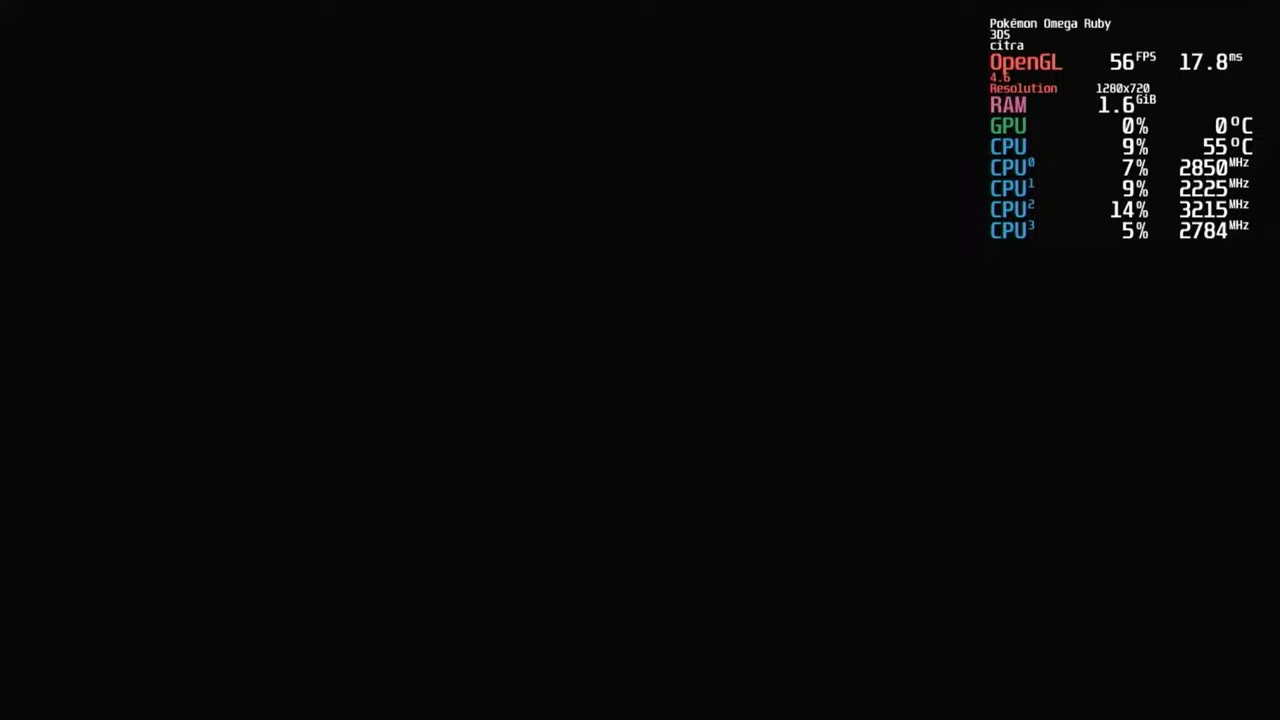 Pokémon Omega Ruby
3DS
citra
OpenGL 56 FPS 17.8 ms
4.6
Resolution 1280x720
RAM 1.6 GiB
GPU 0% 0°C
CPU 9% 55°C
CPU0 7% 2850 MHz
CPU1 9% 2225 MHz
CPU2 14% 3215 MHz
CPU3 5% 2784 MHz